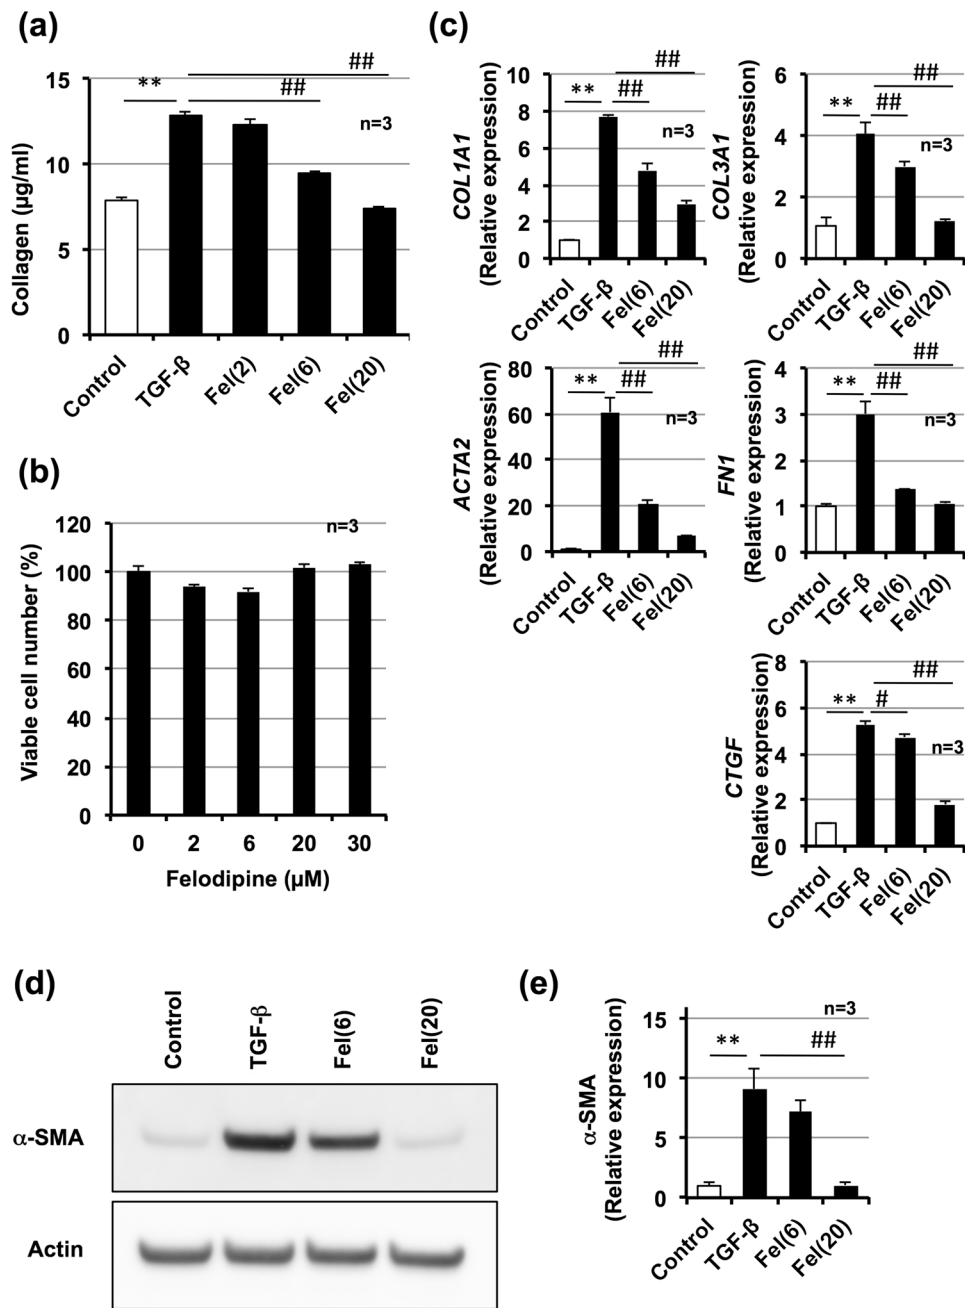 (a)
##
**
##
n=3
Collagen (μg/ml)
15
10
5
0
Control
TGF-β
Fel(2)
Fel(6)
Fel(20)
(b)
n=3
Viable cell number (%)
120
100
80
60
40
20
0
0 2 6 20 30
Felodipine (μM)
(c)
COL1A1
(Relative expression)
10
8
6
4
2
0
##
**
##
n=3
Control
TGF-β
Fel(6)
Fel(20)
COL3A1
(Relative expression)
6
4
2
0
##
**
##
n=3
Control
TGF-β
Fel(6)
Fel(20)
ACTA2
(Relative expression)
80
60
40
20
0
##
**
##
n=3
Control
TGF-β
Fel(6)
Fel(20)
FN1
(Relative expression)
4
3
2
1
0
##
**
##
n=3
Control
TGF-β
Fel(6)
Fel(20)
CTGF
(Relative expression)
8
6
4
2
0
##
**
#
n=3
Control
TGF-β
Fel(6)
Fel(20)
(d)
Control
TGF-β
Fel(6)
Fel(20)
α-SMA
Actin
(e)
n=3
α-SMA
(Relative expression)
15
10
5
0
**
##
Control
TGF-β
Fel(6)
Fel(20)